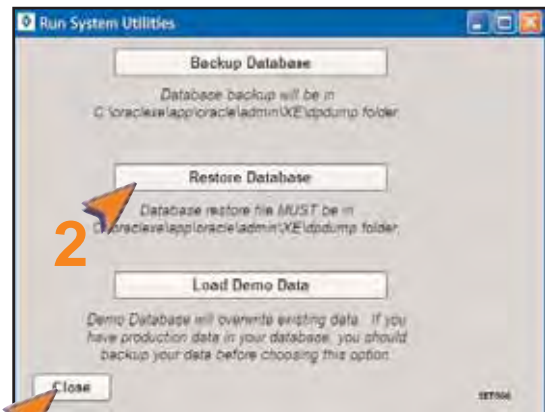 Run System Utilities
Backup Database
Database backup will be in
C:\oraclexe\app\oracle\admin\XE\dpdump folder.
Restore Database
2
Database restore file MUST be in
C:\oraclexe\app\oracle\admin\XE\dpdump folder.
Load Demo Data
Demo Database will overwrite existing data. If you
have production data in your database, you should
backup your data before choosing this option.
Close